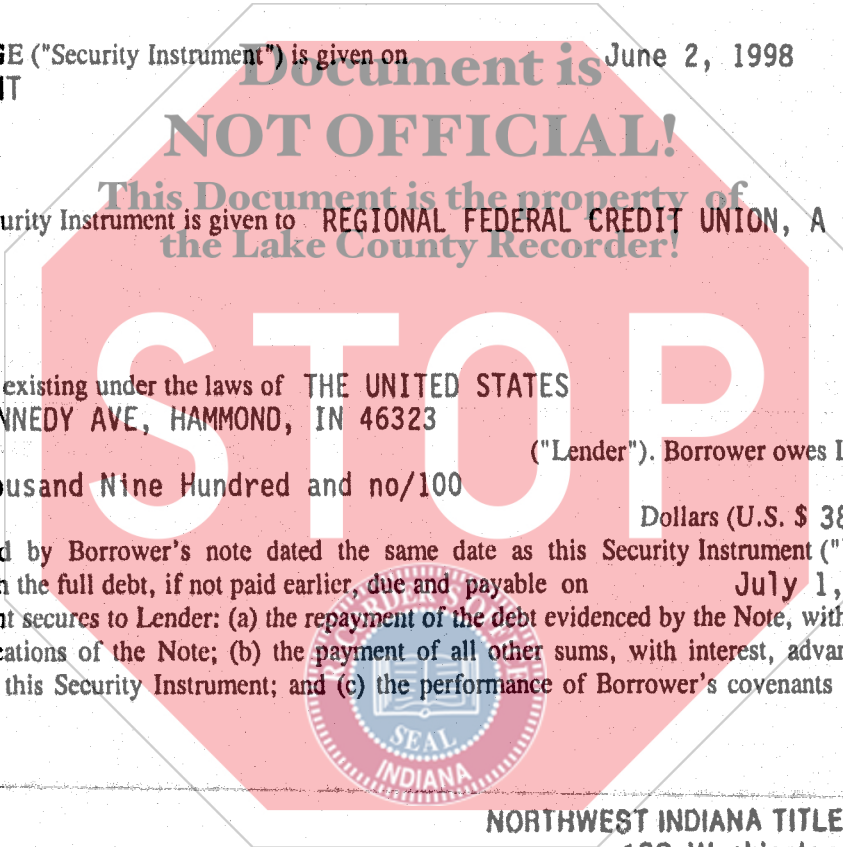 GE ("Security Instrument") is given on June 2, 1998
IT
Document is
NOT OFFICIAL!
This Document is the property of
the Lake County Recorder!
urity Instrument is given to REGIONAL FEDERAL CREDIT UNION, A
STOP
existing under the laws of THE UNITED STATES
NNEDY AVE, HAMMOND, IN 46323
("Lender"). Borrower owes L
ousand Nine Hundred and no/100
Dollars (U.S. $ 38
d by Borrower's note dated the same date as this Security Instrument ("
h the full debt, if not paid earlier, due and payable on July 1,
nt secures to Lender: (a) the repayment of the debt evidenced by the Note, with
cations of the Note; (b) the payment of all other sums, with interest, advan
this Security Instrument; and (c) the performance of Borrower's covenants
RECORDER'S OFFICE
SEAL
INDIANA
NORTHWEST INDIANA TITLE